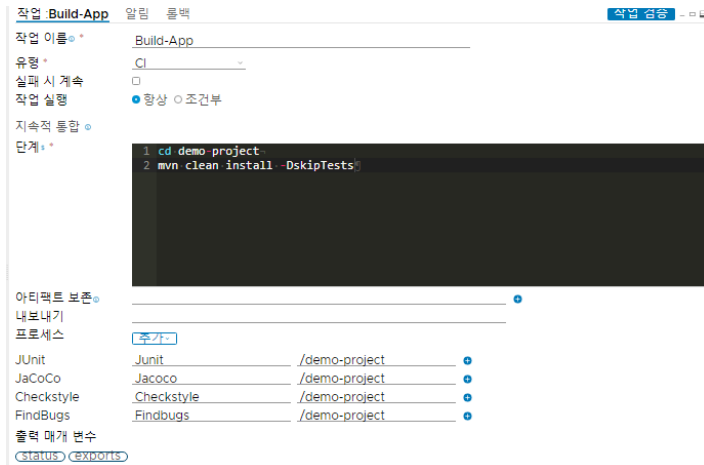 작업 :Build-App 알림 롤백 작업 검증
작업 이름 * Build-App
유형 * CI
실패 시 계속
작업 실행 항상 조건부
지속적 통합
단계 *
1 cd demo-project
2 mvn clean install -DskipTests
아티팩트 보존
내보내기
프로세스 추가
JUnit Junit /demo-project
JaCoCo Jacoco /demo-project
Checkstyle Checkstyle /demo-project
FindBugs Findbugs /demo-project
출력 매개 변수
status exports